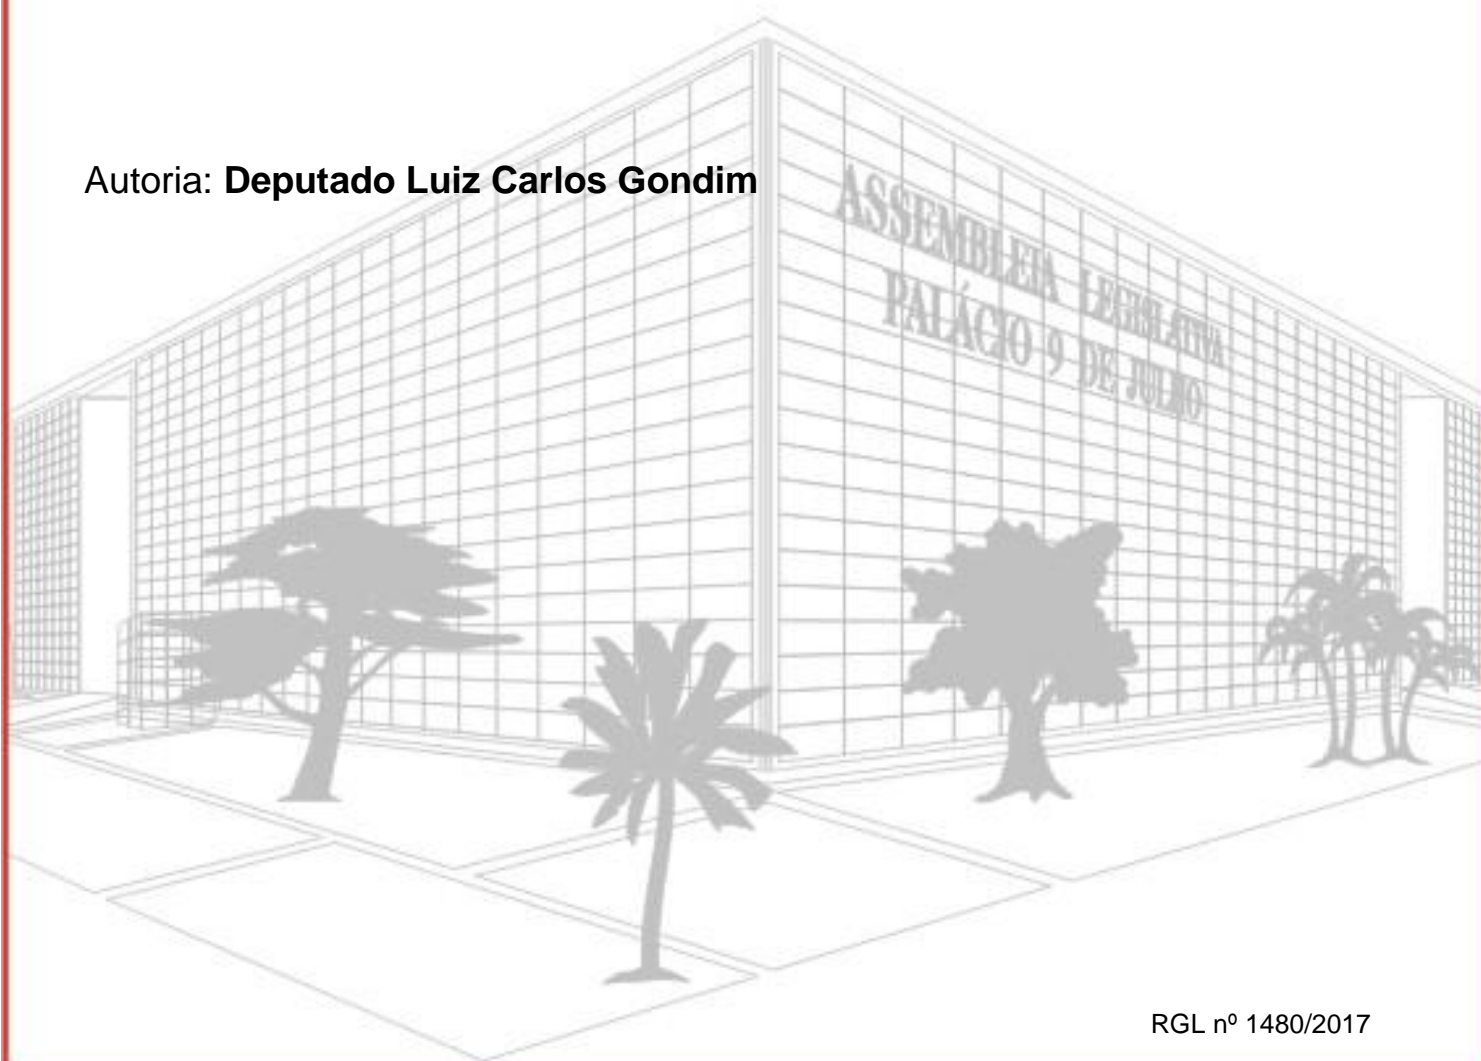 Autoria: Deputado Luiz Carlos Gondim
ASSEMBLEIA LEGISLATIVA
PALÁCIO 9 DE JULHO
RGL nº 1480/2017